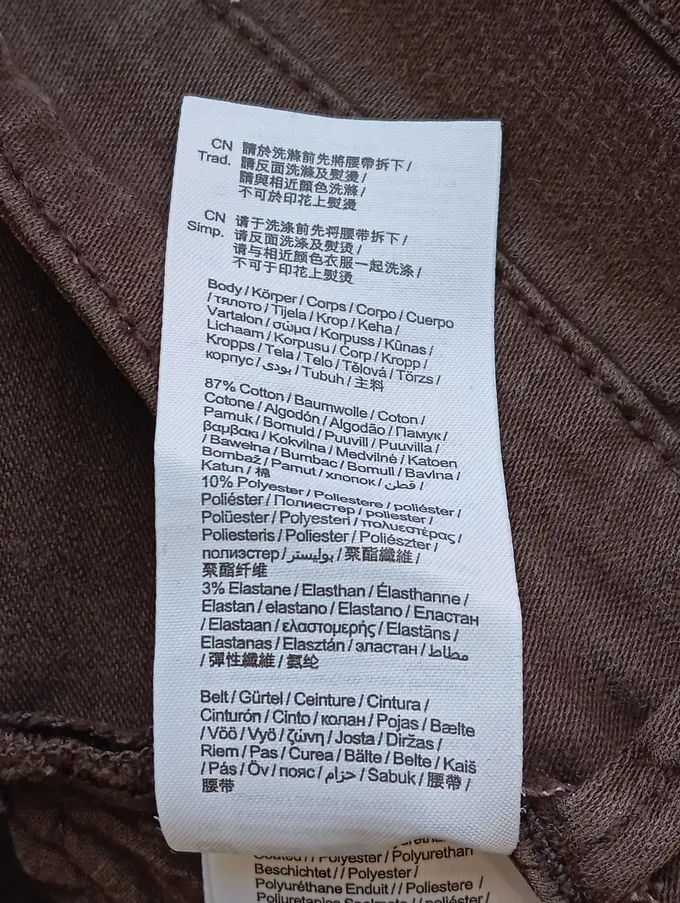 CN 請於洗滌前先將腰帶拆下 /
Trad. 請反面洗滌及熨燙 /
請與相近顏色洗滌 /
不可於印花上熨燙
CN 请于洗涤前先将腰带拆下 /
Simp. 请反面洗涤及熨烫 /
请与相近颜色衣服一起洗涤 /
不可于印花上熨烫
Body / Körper / Corps / Corpo / Cuerpo
/ тялото / Tijela / Krop / Keha /
Vartalon / σώμα / Korpuss / Kūnas /
Lichaam / Korpusu / Corp / Kropp /
Kropps / Tela / Telo / Tělová / Törzs /
корпус / بودی / Tubuh / 主料
87% Cotton / Baumwolle / Coton /
Cotone / Algodón / Algodão / Памук /
Pamuk / Bomuld / Puuvill / Puuvilla /
βαμβακι / Kokvilna / Medvilnė / Katoen
/ Bawełna / Bumbac / Bomull / Bavlna /
Bombaž / Pamut / хлопок / قطن /
Katun / 棉
10% Polyester / Poliestere / poliéster /
Poliéster / Полиестер / poliester /
Polüester / Polyesteri / πολυεστέρας /
Poliesteris / Poliester / Poliészter /
полиэстер / بوليستر / 聚酯纖維 /
聚酯纤维
3% Elastane / Elasthan / Élasthanne /
Elastan / elastano / Elastano / Еластан
/ Elastaan / ελαστομερής / Elastāns /
Elastanas / Elasztán / эластан / مطاط
/ 彈性纖維 / 氨纶
Belt / Gürtel / Ceinture / Cintura /
Cinturón / Cinto / колан / Pojas / Bælte
/ Vöö / Vyö / ζώνη / Josta / Diržas /
Riem / Pas / Curea / Bälte / Belte / Kaiš
/ Pás / Öv / пояс / حزام / Sabuk / 腰帶 /
腰带
Coated / / Polyester / Polyurethan
Beschichtet / / Polyester /
Polyuréthane Enduit / / Poliestere /
/ / poliéster /